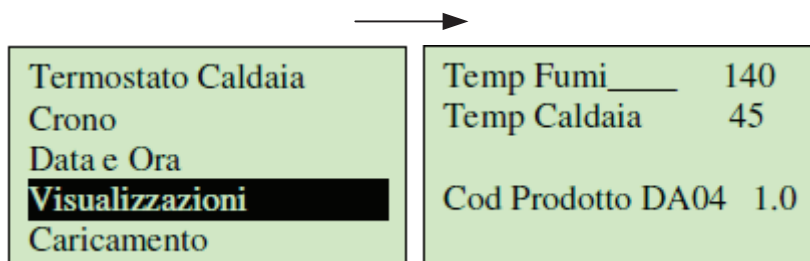 Termostato Caldaia
Crono
Data e Ora
Visualizzazioni
Caricamento
Temp Fumi____ 140
Temp Caldaia 45
Cod Prodotto DA04 1.0